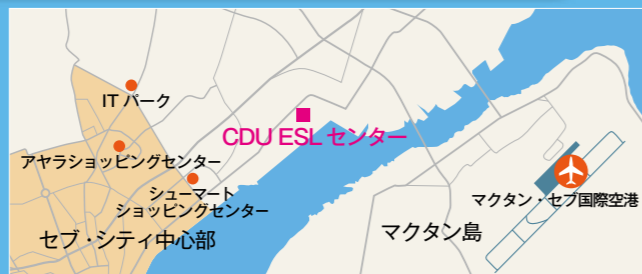 ITパーク
CDU ESL センター
アヤラショッピングセンター
シューマート
ショッピングセンター
マクタン・セブ国際空港
セブ・シティ中心部
マクタン島